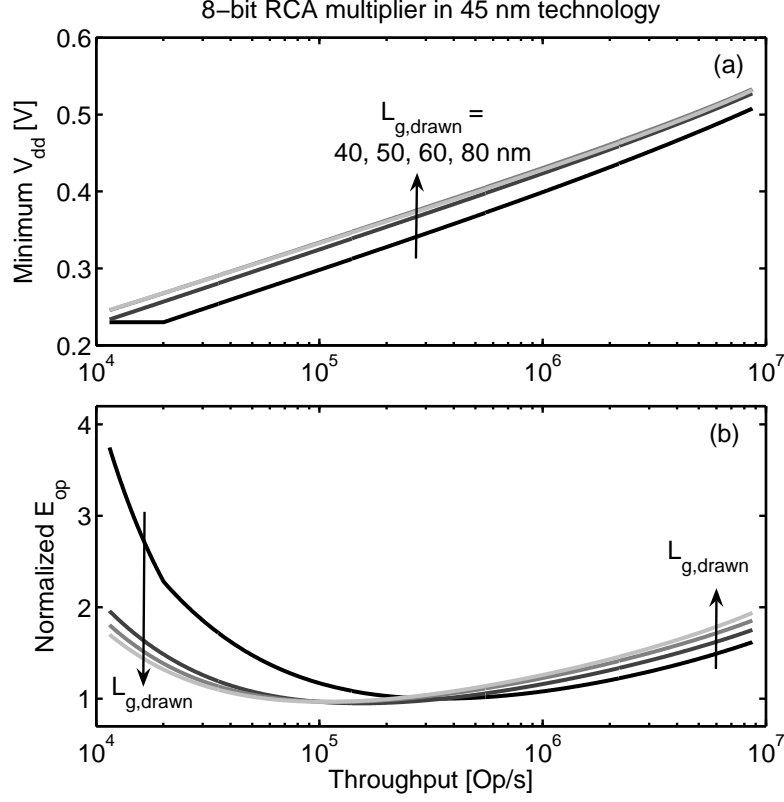 8−bit RCA multiplier in 45 nm technology
0.6
0.5
0.4
0.3
0.2
Minimum V_dd [V]
(a)
L_g,drawn =
40, 50, 60, 80 nm
10^4
10^5
10^6
10^7
4
3
2
1
Normalized E_op
(b)
L_g,drawn
L_g,drawn
10^4
10^5
10^6
10^7
Throughput [Op/s]